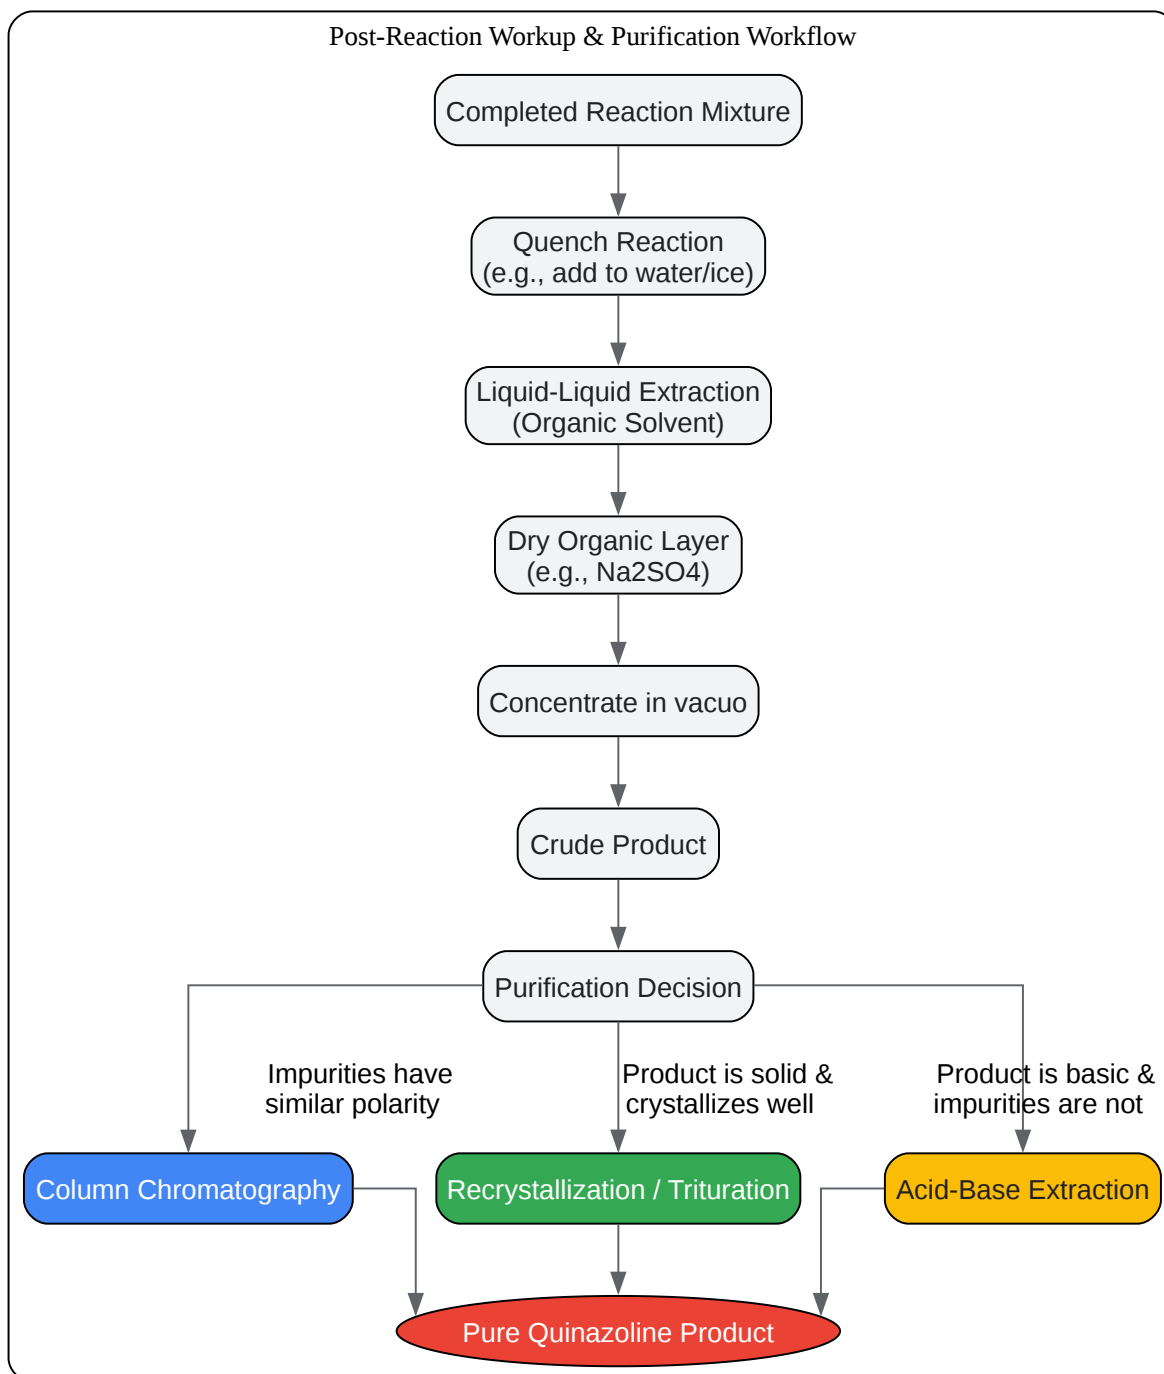 Post-Reaction Workup & Purification Workflow
Completed Reaction Mixture
Quench Reaction
(e.g., add to water/ice)
Liquid-Liquid Extraction
(Organic Solvent)
Dry Organic Layer
(e.g., Na2SO4)
Concentrate in vacuo
Crude Product
Purification Decision
Impurities have
similar polarity
Product is solid &
crystallizes well
Product is basic &
impurities are not
Column Chromatography
Recrystallization / Trituration
Acid-Base Extraction
Pure Quinazoline Product